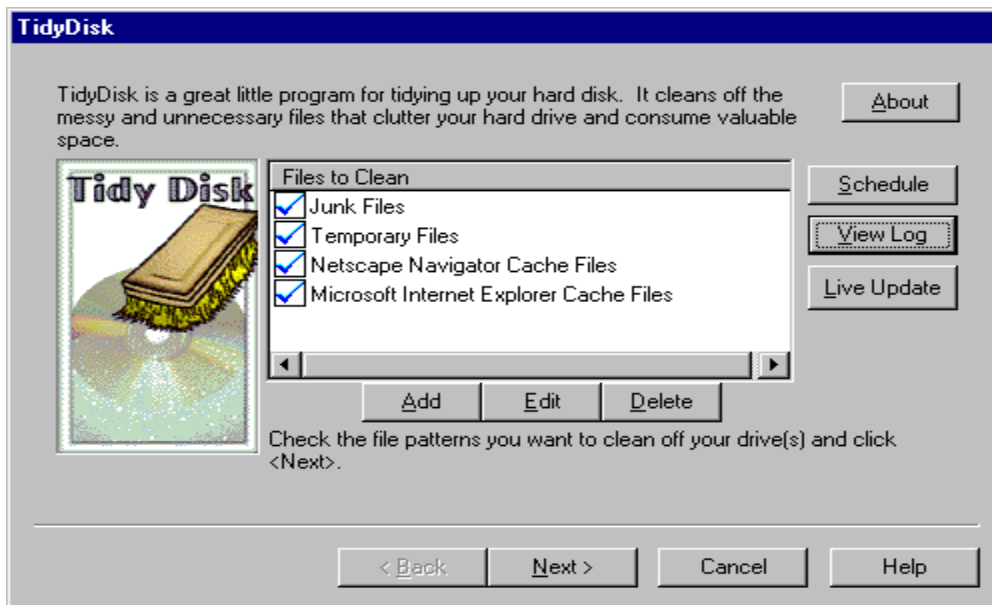 TidyDisk
TidyDisk is a great little program for tidying up your hard disk.  It cleans off the
messy and unnecessary files that clutter your hard drive and consume valuable
space.
About
Tidy Disk
Files to Clean
Junk Files
Temporary Files
Netscape Navigator Cache Files
Microsoft Internet Explorer Cache Files
Schedule
View Log
Live Update
Add
Edit
Delete
Check the file patterns you want to clean off your drive(s) and click
<Next>.
< Back
Next >
Cancel
Help